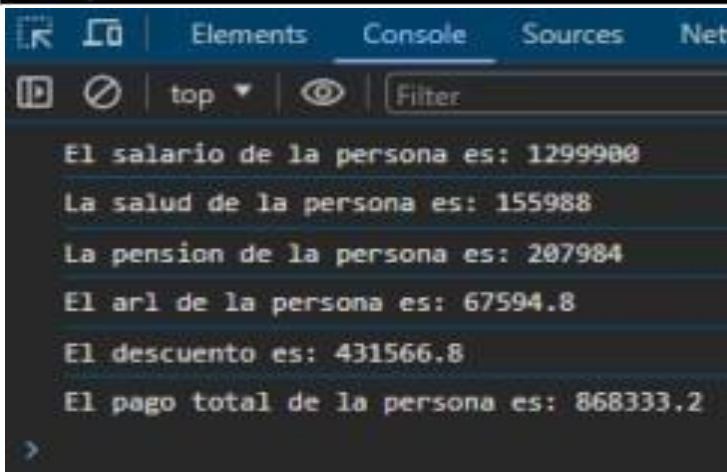 Elements Console Sources Net
top Filter
El salario de la persona es: 1299900
La salud de la persona es: 155988
La pension de la persona es: 207984
El arl de la persona es: 67594.8
El descuento es: 431566.8
El pago total de la persona es: 868333.2